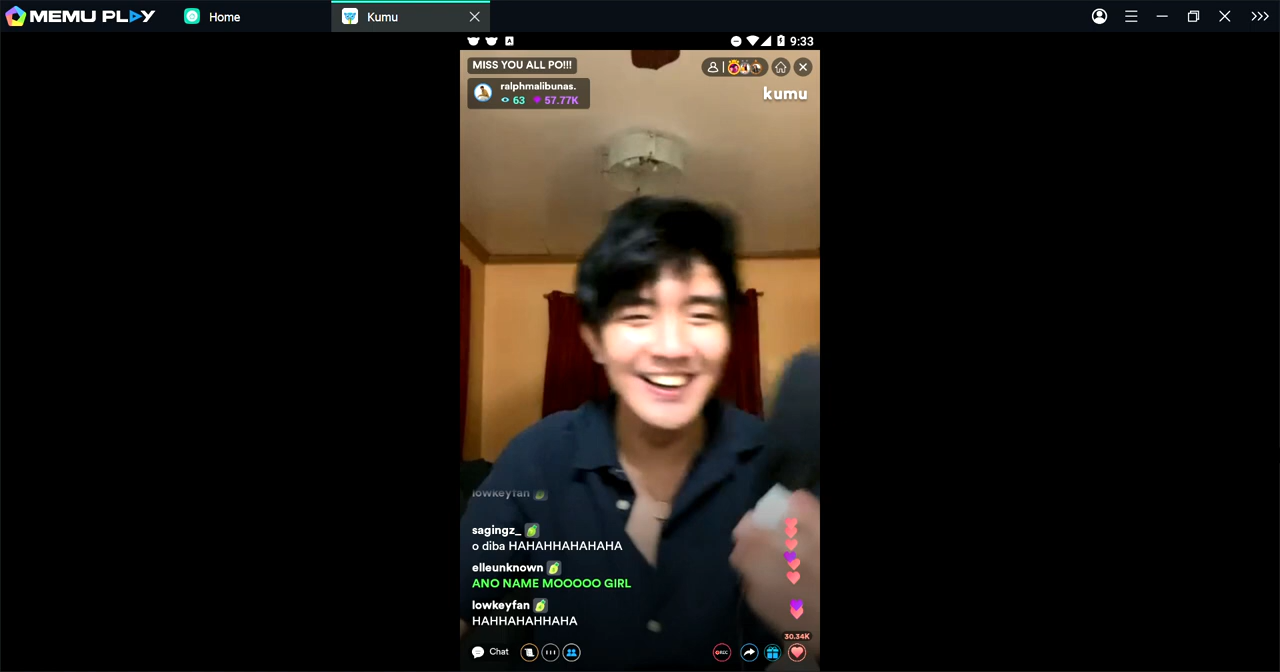 MEMU PLAY
Home
Kumu
9:33
MISS YOU ALL PO!!!
ralphmalibunas.
63 57.77K
kumu
lowkeyfan
sagingz_
o diba HAHAHHAHAHAHA
elleunknown
ANO NAME MOOOOO GIRL
lowkeyfan
HAHHAHAHHAHA
30.34K
Chat
REC